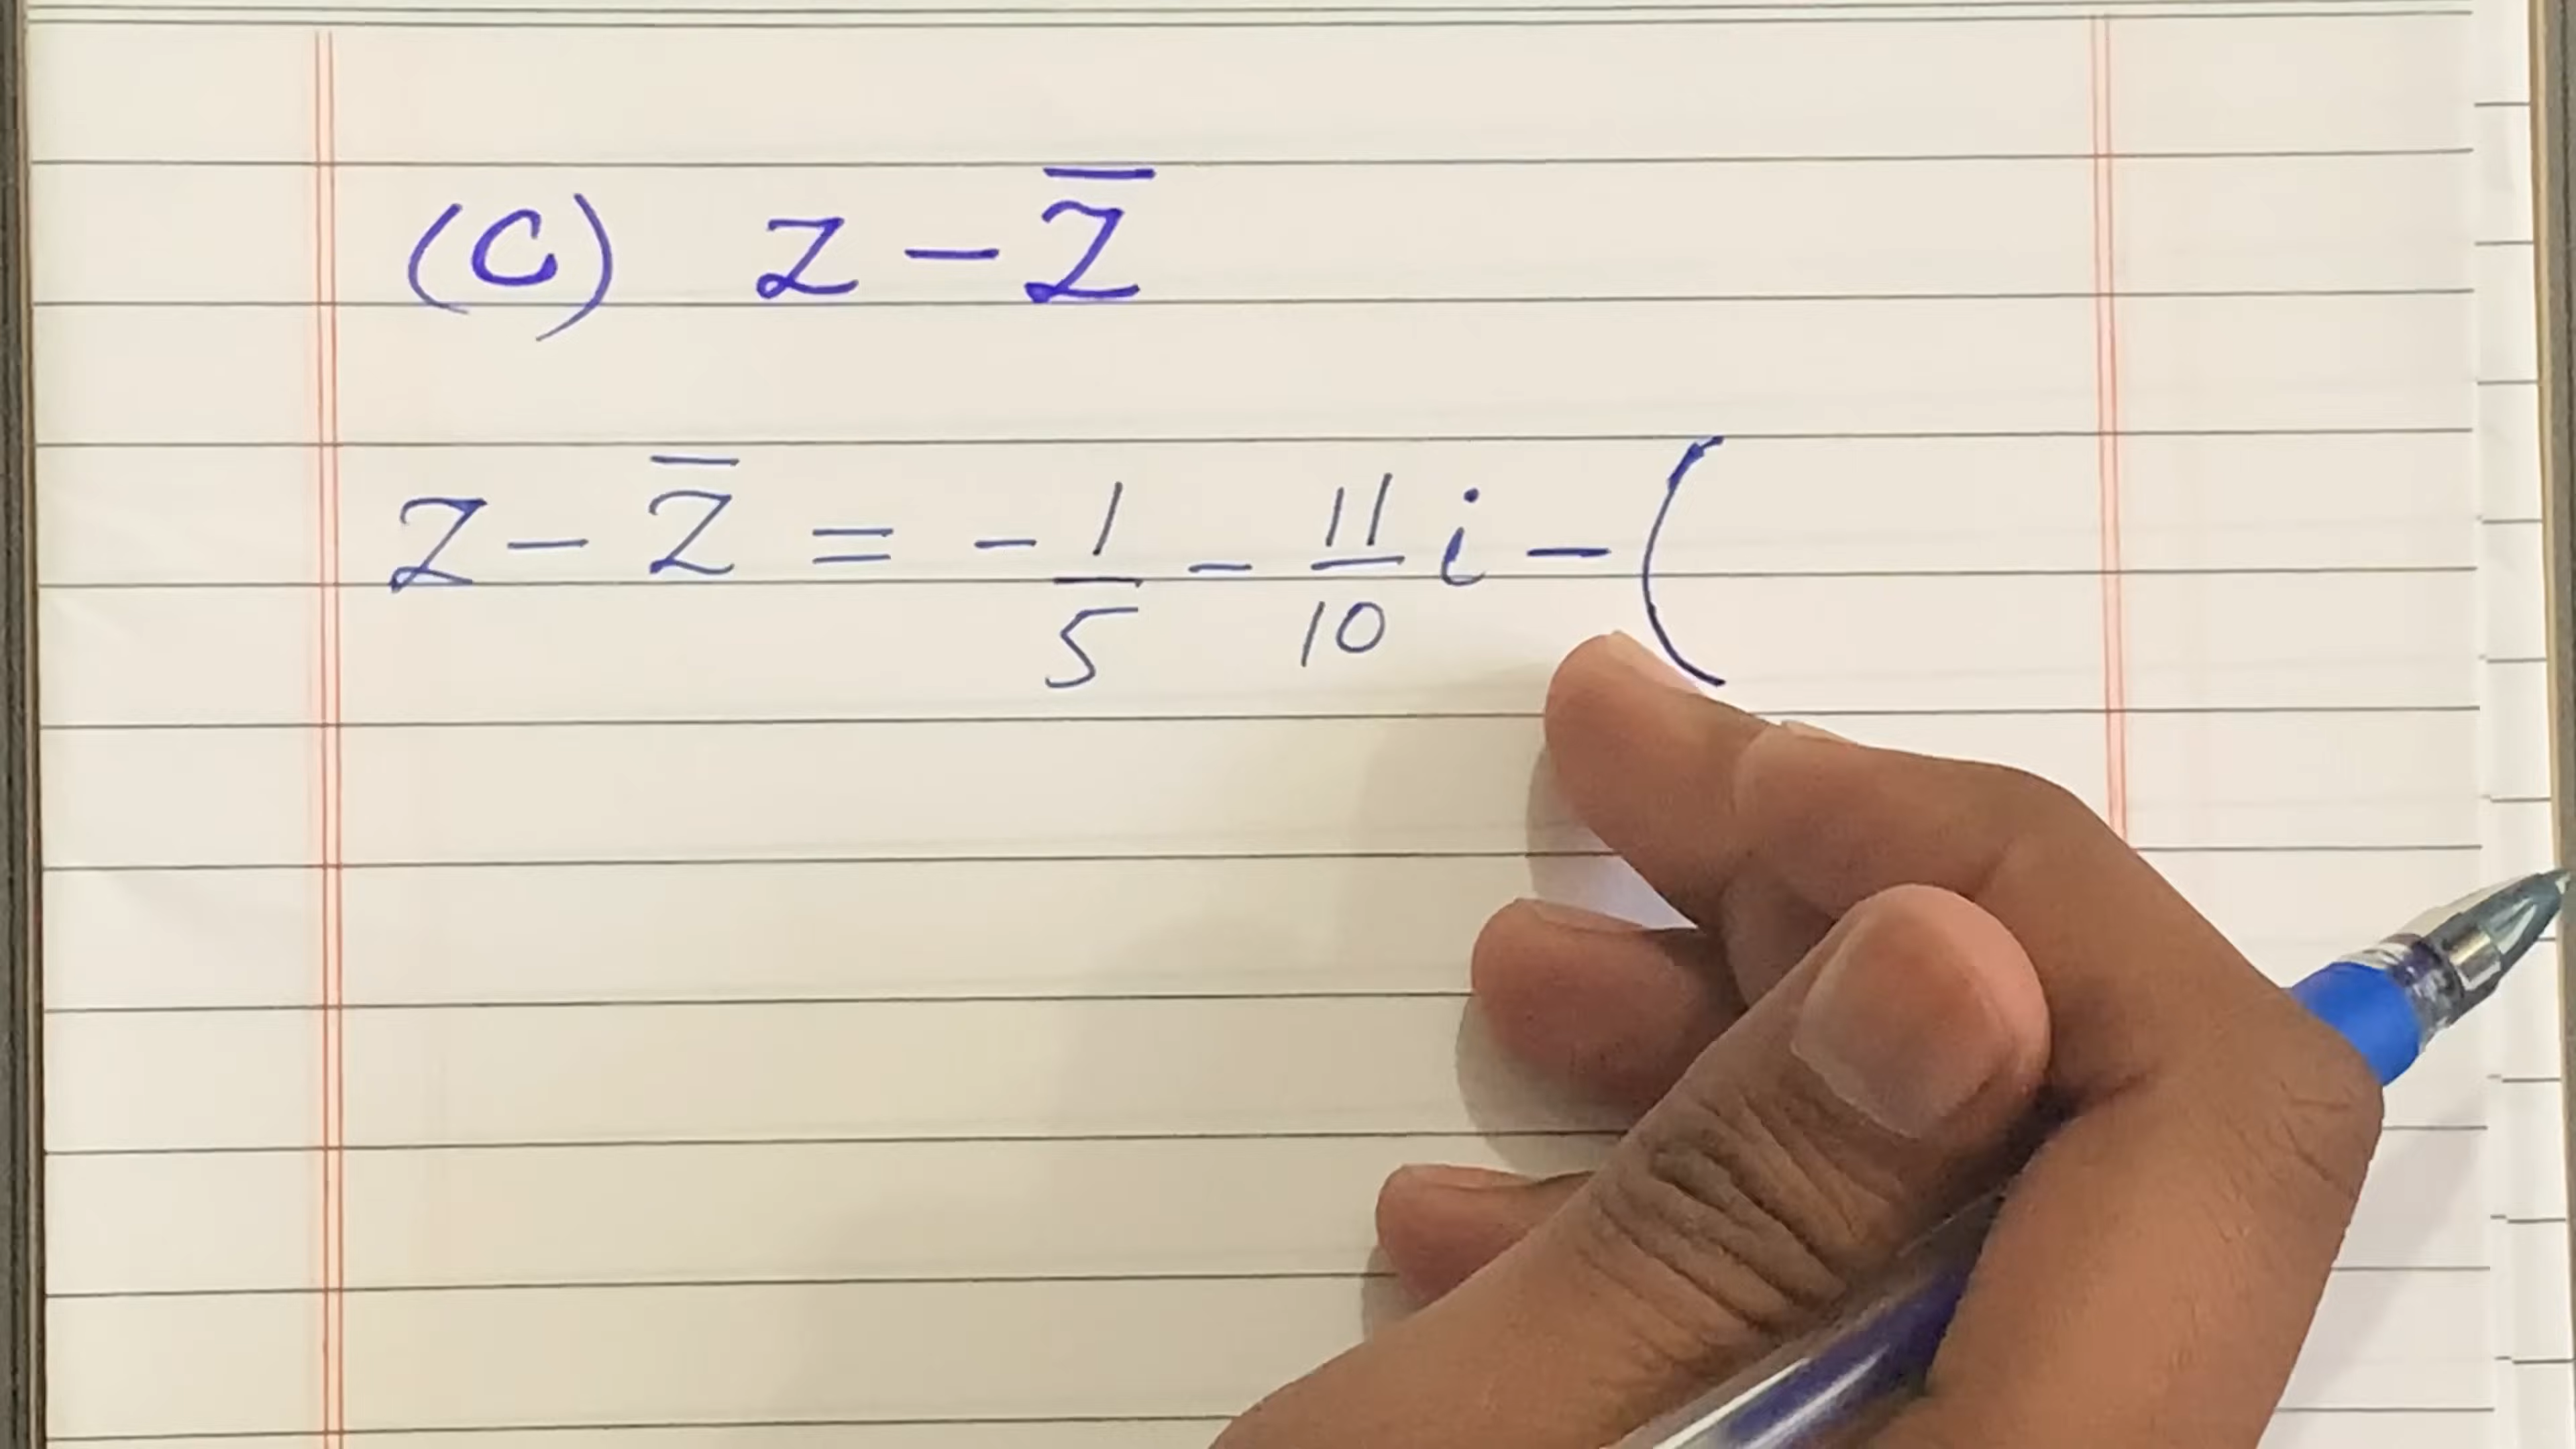 (C) z - z̅
z - z̅ = - 1/5 - 11/10 i - (